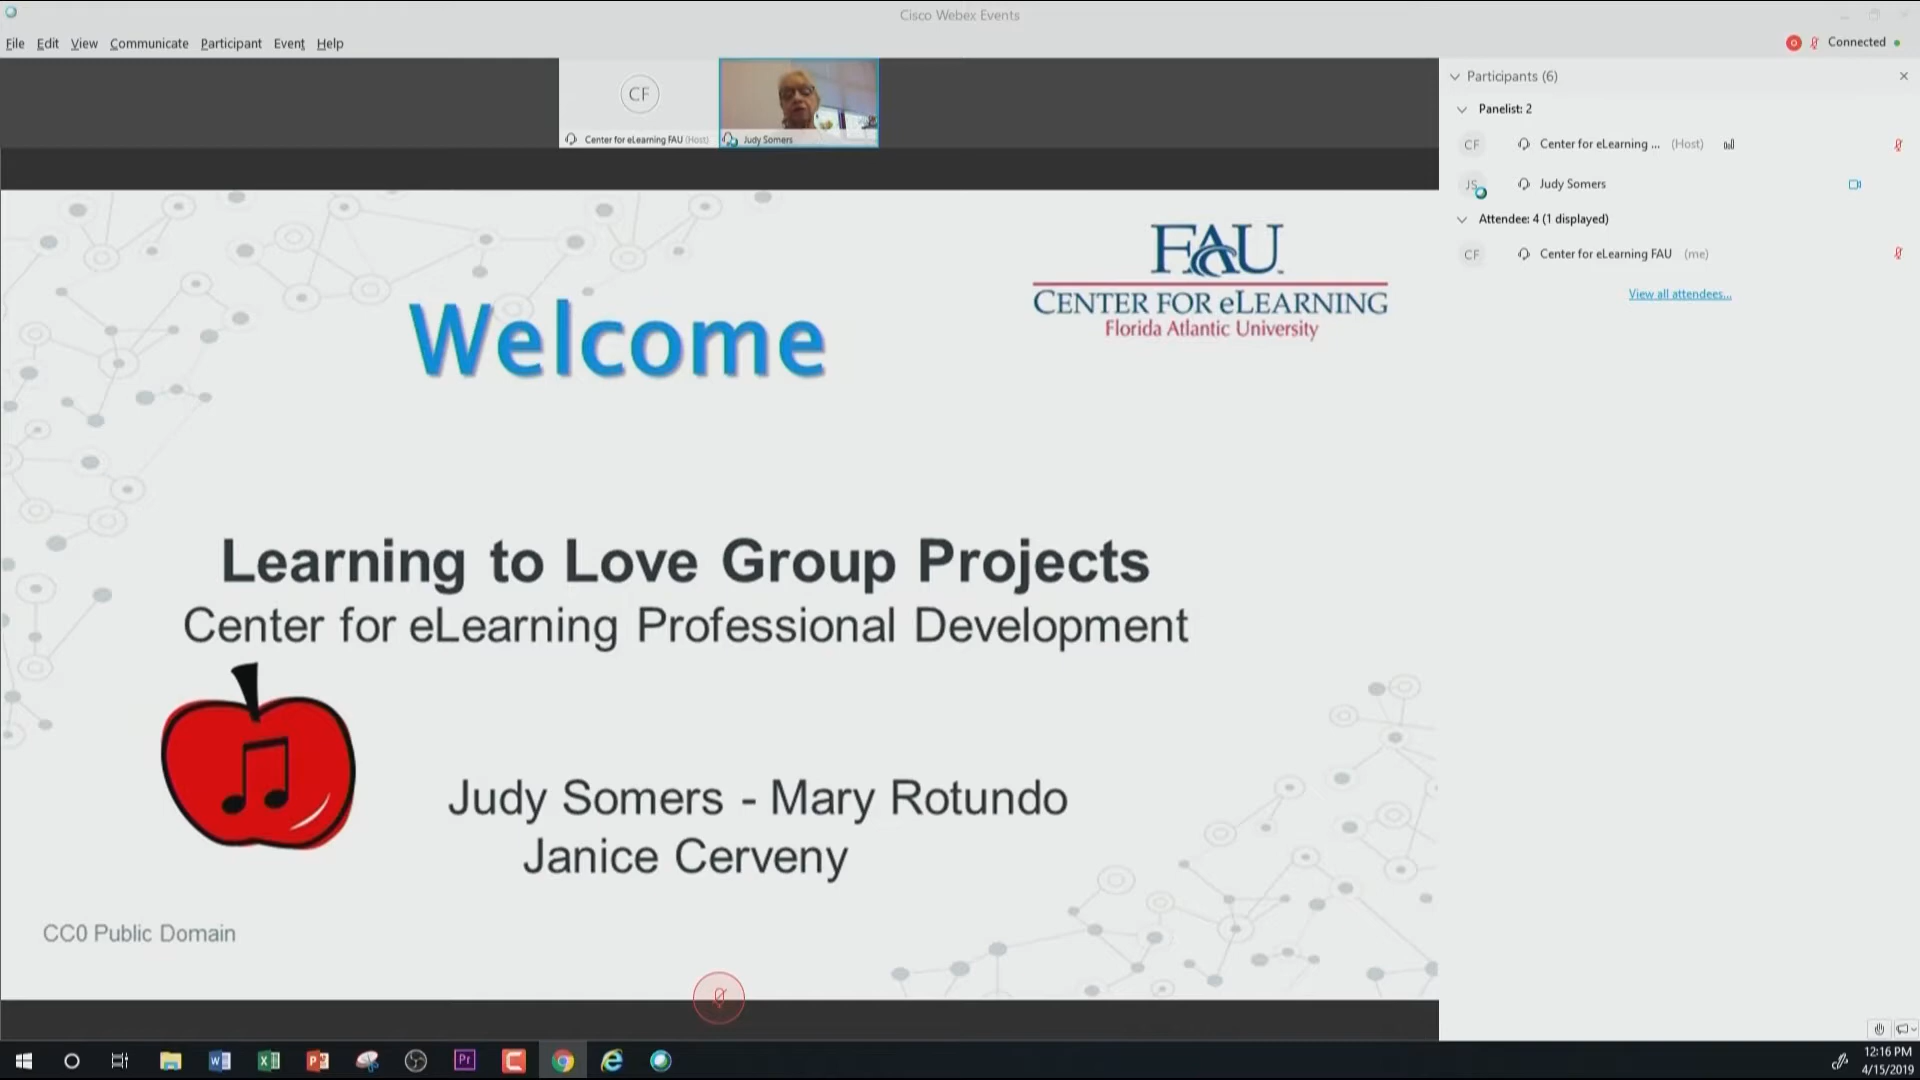 Cisco Webex Events
File Edit View Communicate Participant Event Help
Connected
CF
Center for eLearning FAU (Host)
Judy Somers
Participants (6)
Panelist: 2
CF Center for eLearning ... (Host)
JS Judy Somers
Attendee: 4 (1 displayed)
CF Center for eLearning FAU (me)
View all attendees...
FAU
CENTER FOR eLEARNING
Florida Atlantic University
Welcome
Learning to Love Group Projects
Center for eLearning Professional Development
Judy Somers - Mary Rotundo
Janice Cerveny
CC0 Public Domain
Pr
12:16 PM
4/15/2019